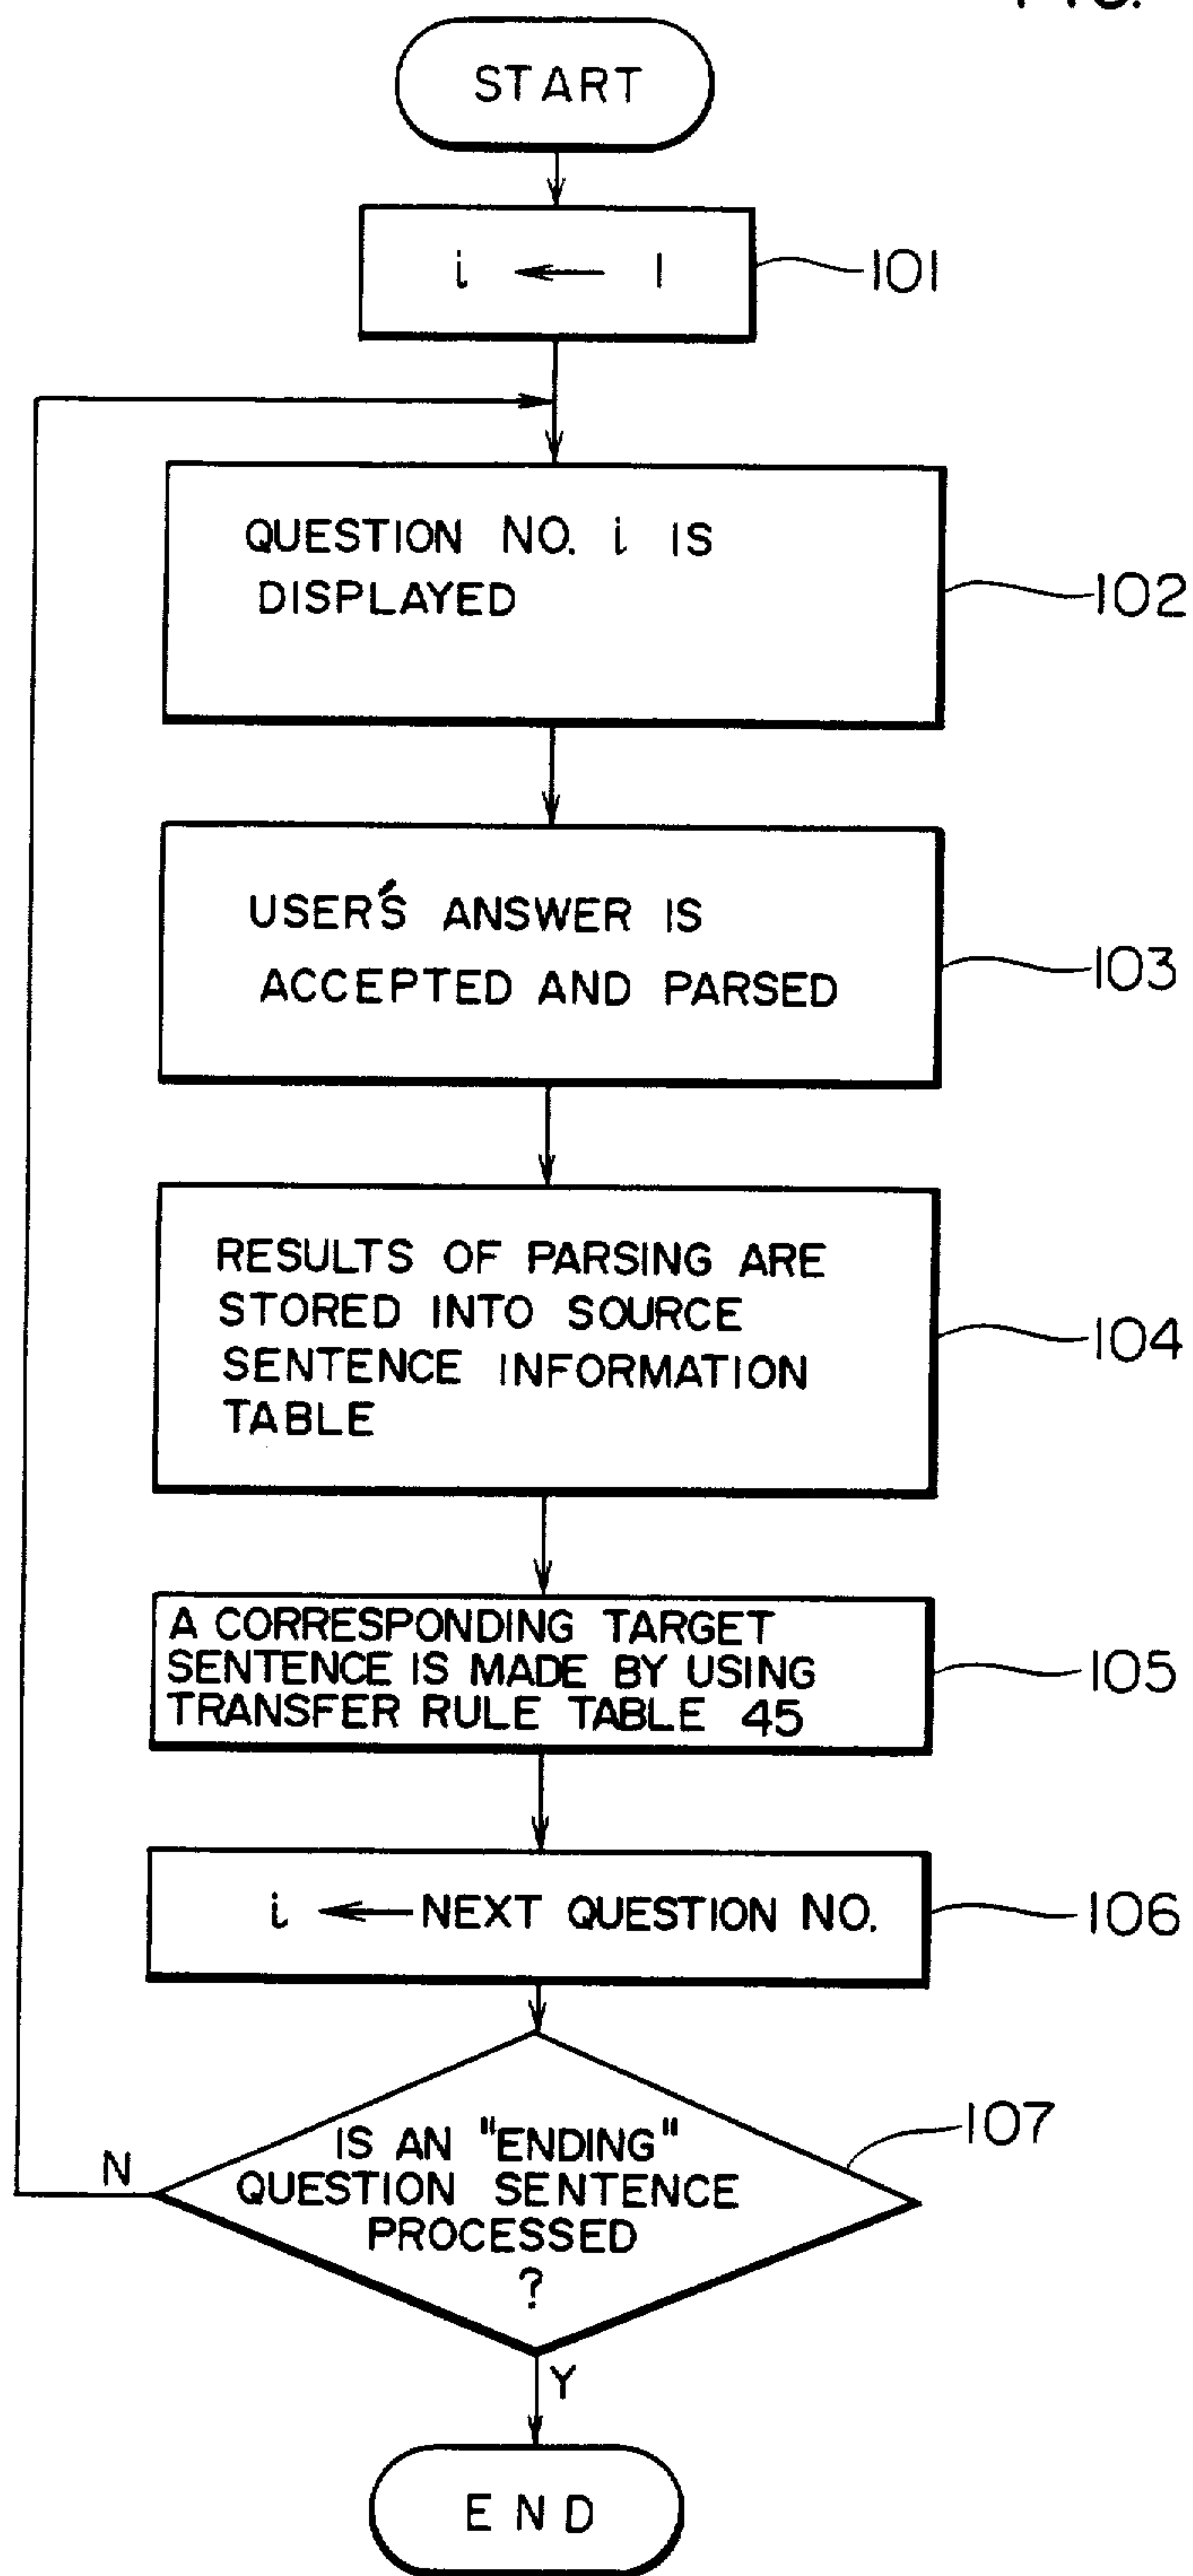 START
i ← 1
101
QUESTION NO. i IS
DISPLAYED
102
USER'S ANSWER IS
ACCEPTED AND PARSED
103
RESULTS OF PARSING ARE
STORED INTO SOURCE
SENTENCE INFORMATION
TABLE
104
A CORRESPONDING TARGET
SENTENCE IS MADE BY USING
TRANSFER RULE TABLE 45
105
i ← NEXT QUESTION NO.
106
IS AN "ENDING"
QUESTION SENTENCE
PROCESSED
?
107
N
Y
END